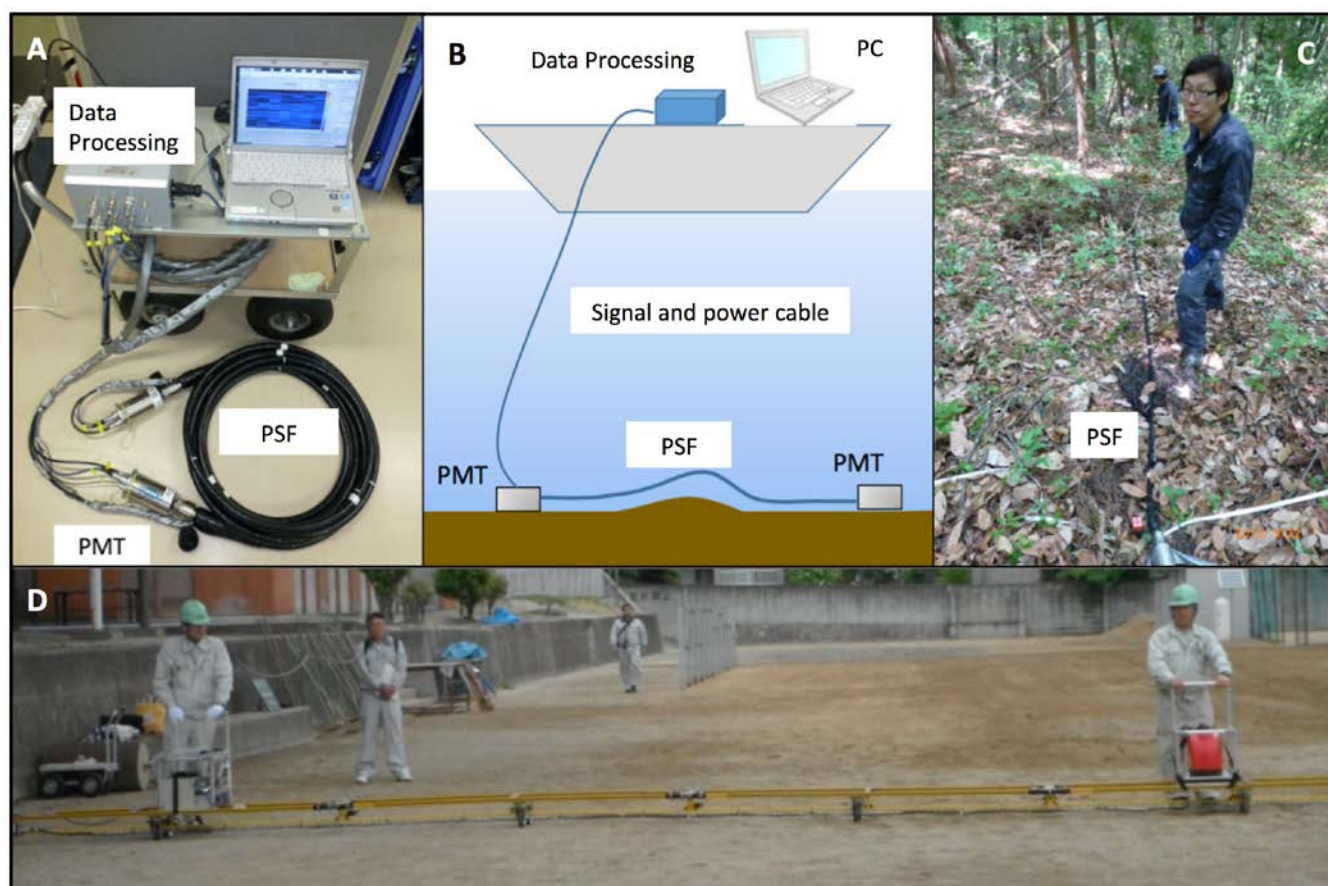 A
Data
Processing
PSF
PMT
B
Data Processing
PC
Signal and power cable
PSF
PMT
PMT
C
PSF
D